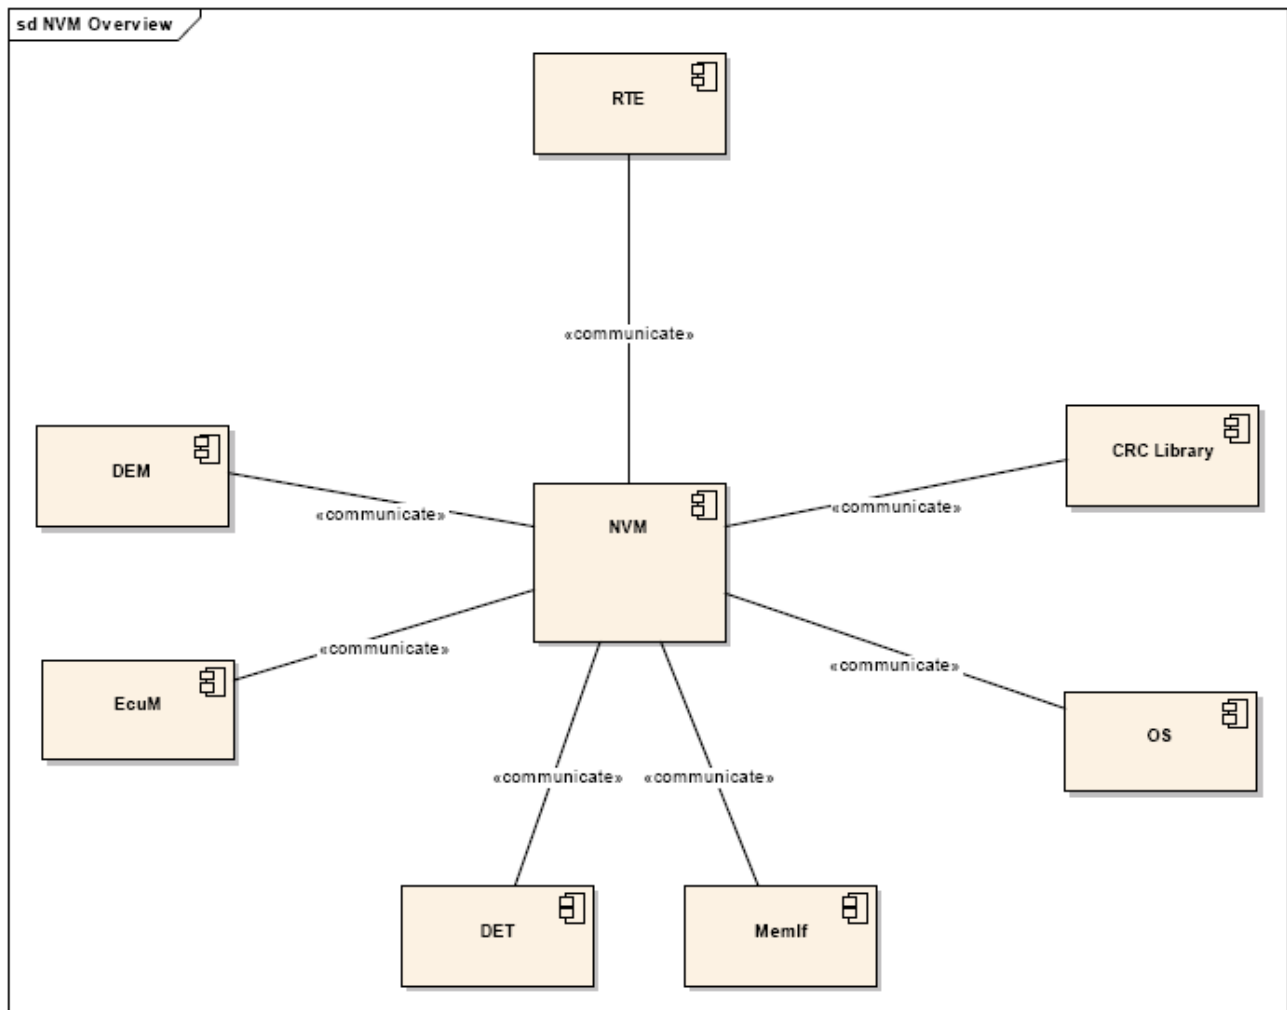 sd NVM Overview
RTE
«communicate»
CRC Library
DEM
«communicate»
«communicate»
NVM
«communicate»
EcuM
«communicate»
OS
«communicate»
«communicate»
DET
MemIf